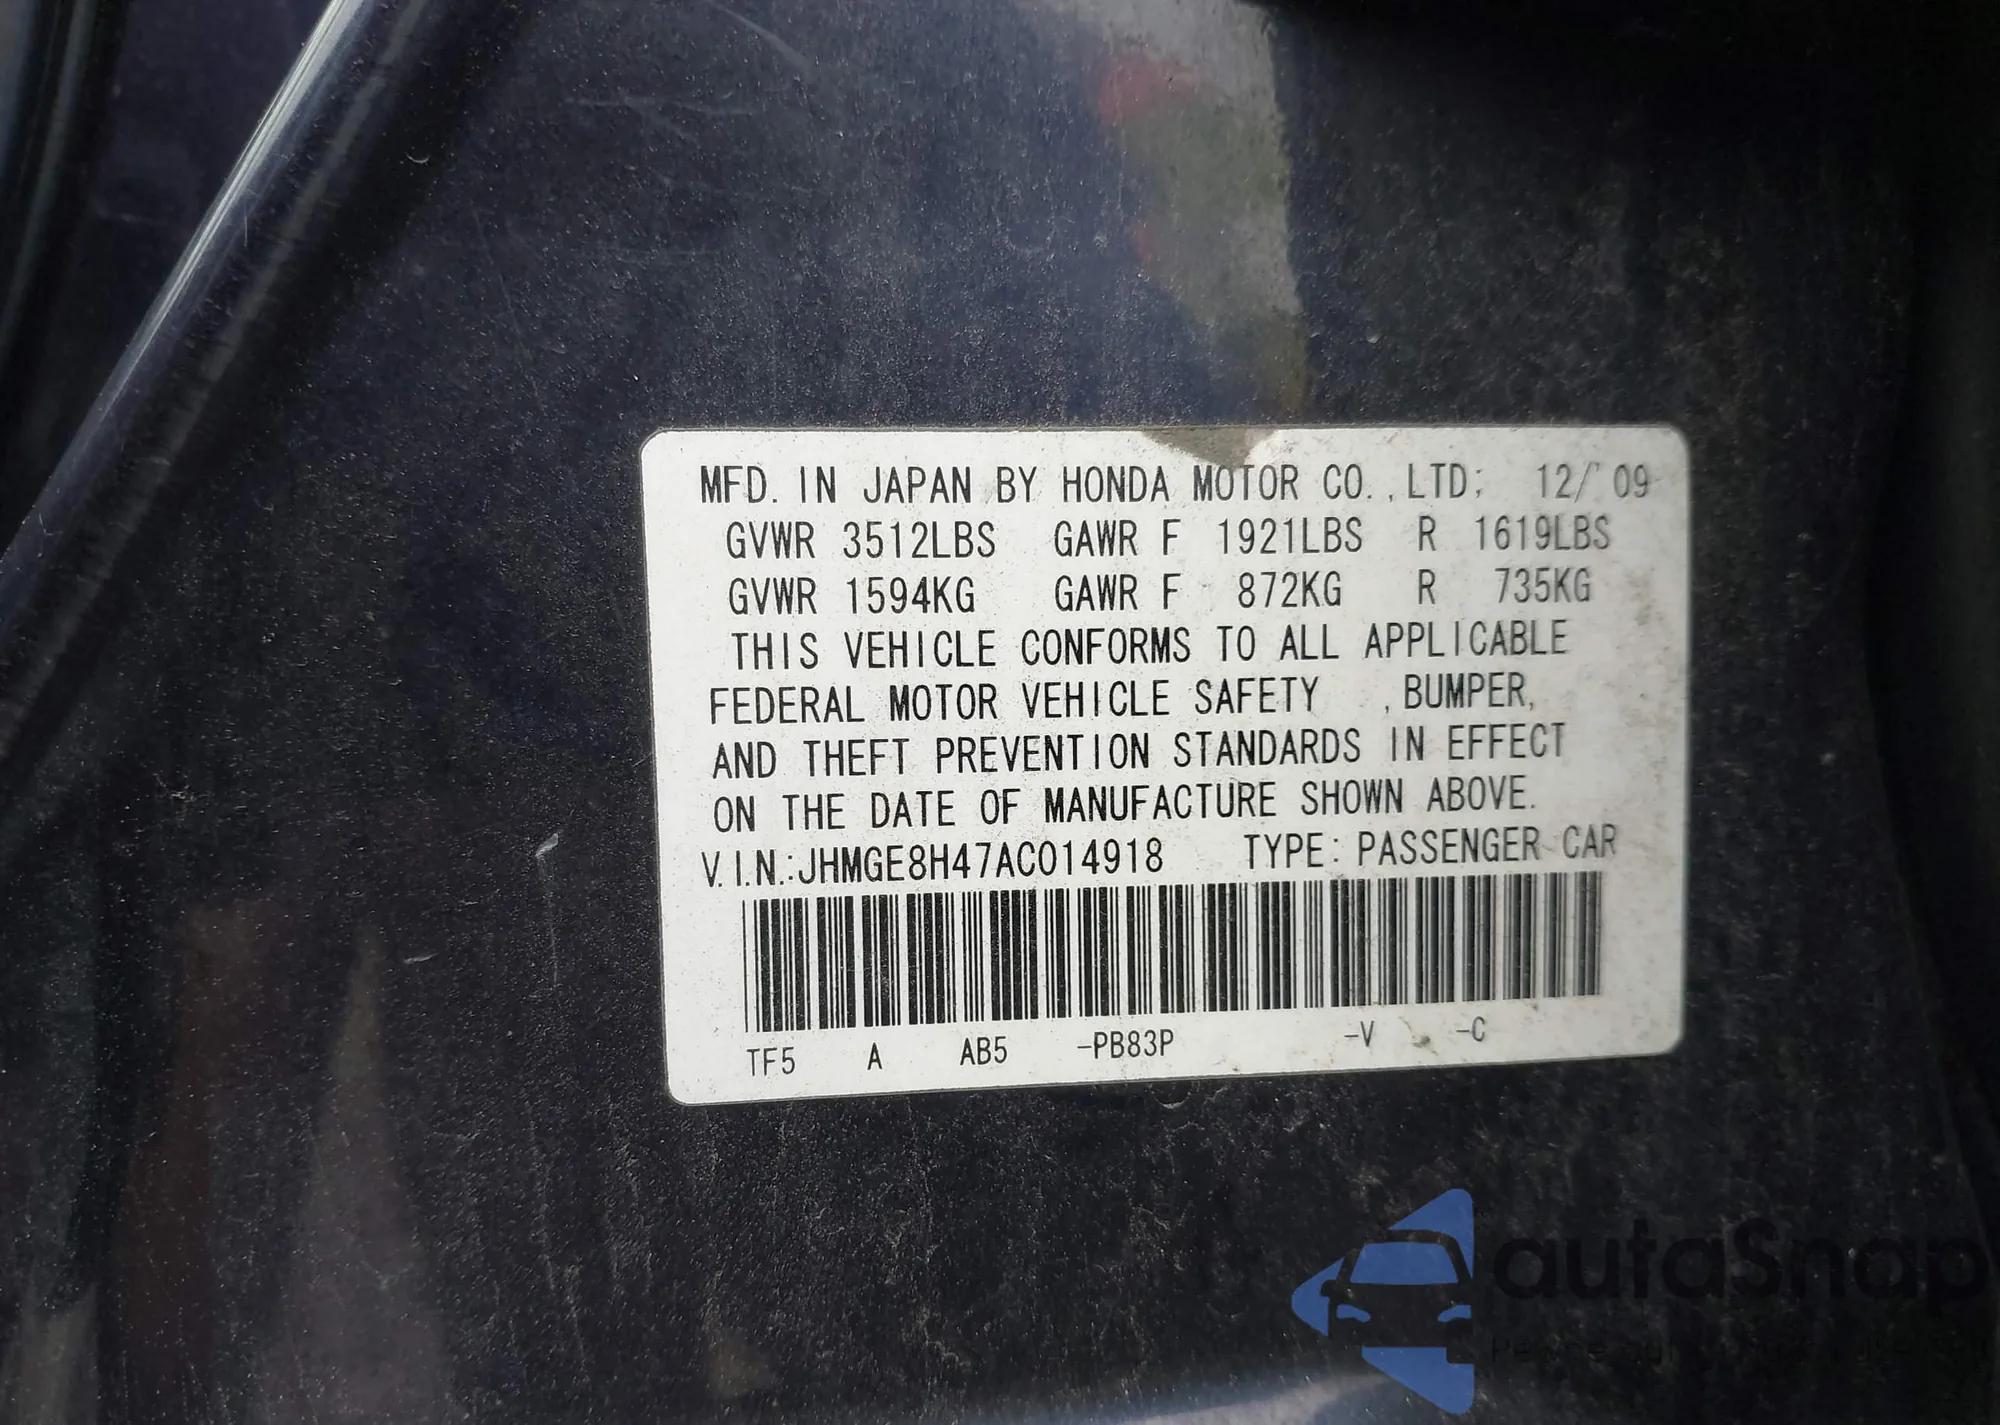 MFD. IN JAPAN BY HONDA MOTOR CO.,LTD; 12/'09
GVWR 3512LBS GAWR F 1921LBS R 1619LBS
GVWR 1594KG GAWR F 872KG R 735KG
THIS VEHICLE CONFORMS TO ALL APPLICABLE
FEDERAL MOTOR VEHICLE SAFETY , BUMPER,
AND THEFT PREVENTION STANDARDS IN EFFECT
ON THE DATE OF MANUFACTURE SHOWN ABOVE.
V.I.N.:JHMGE8H47AC014918 TYPE: PASSENGER CAR
TF5 A AB5 -PB83P -V -C
autoSnap